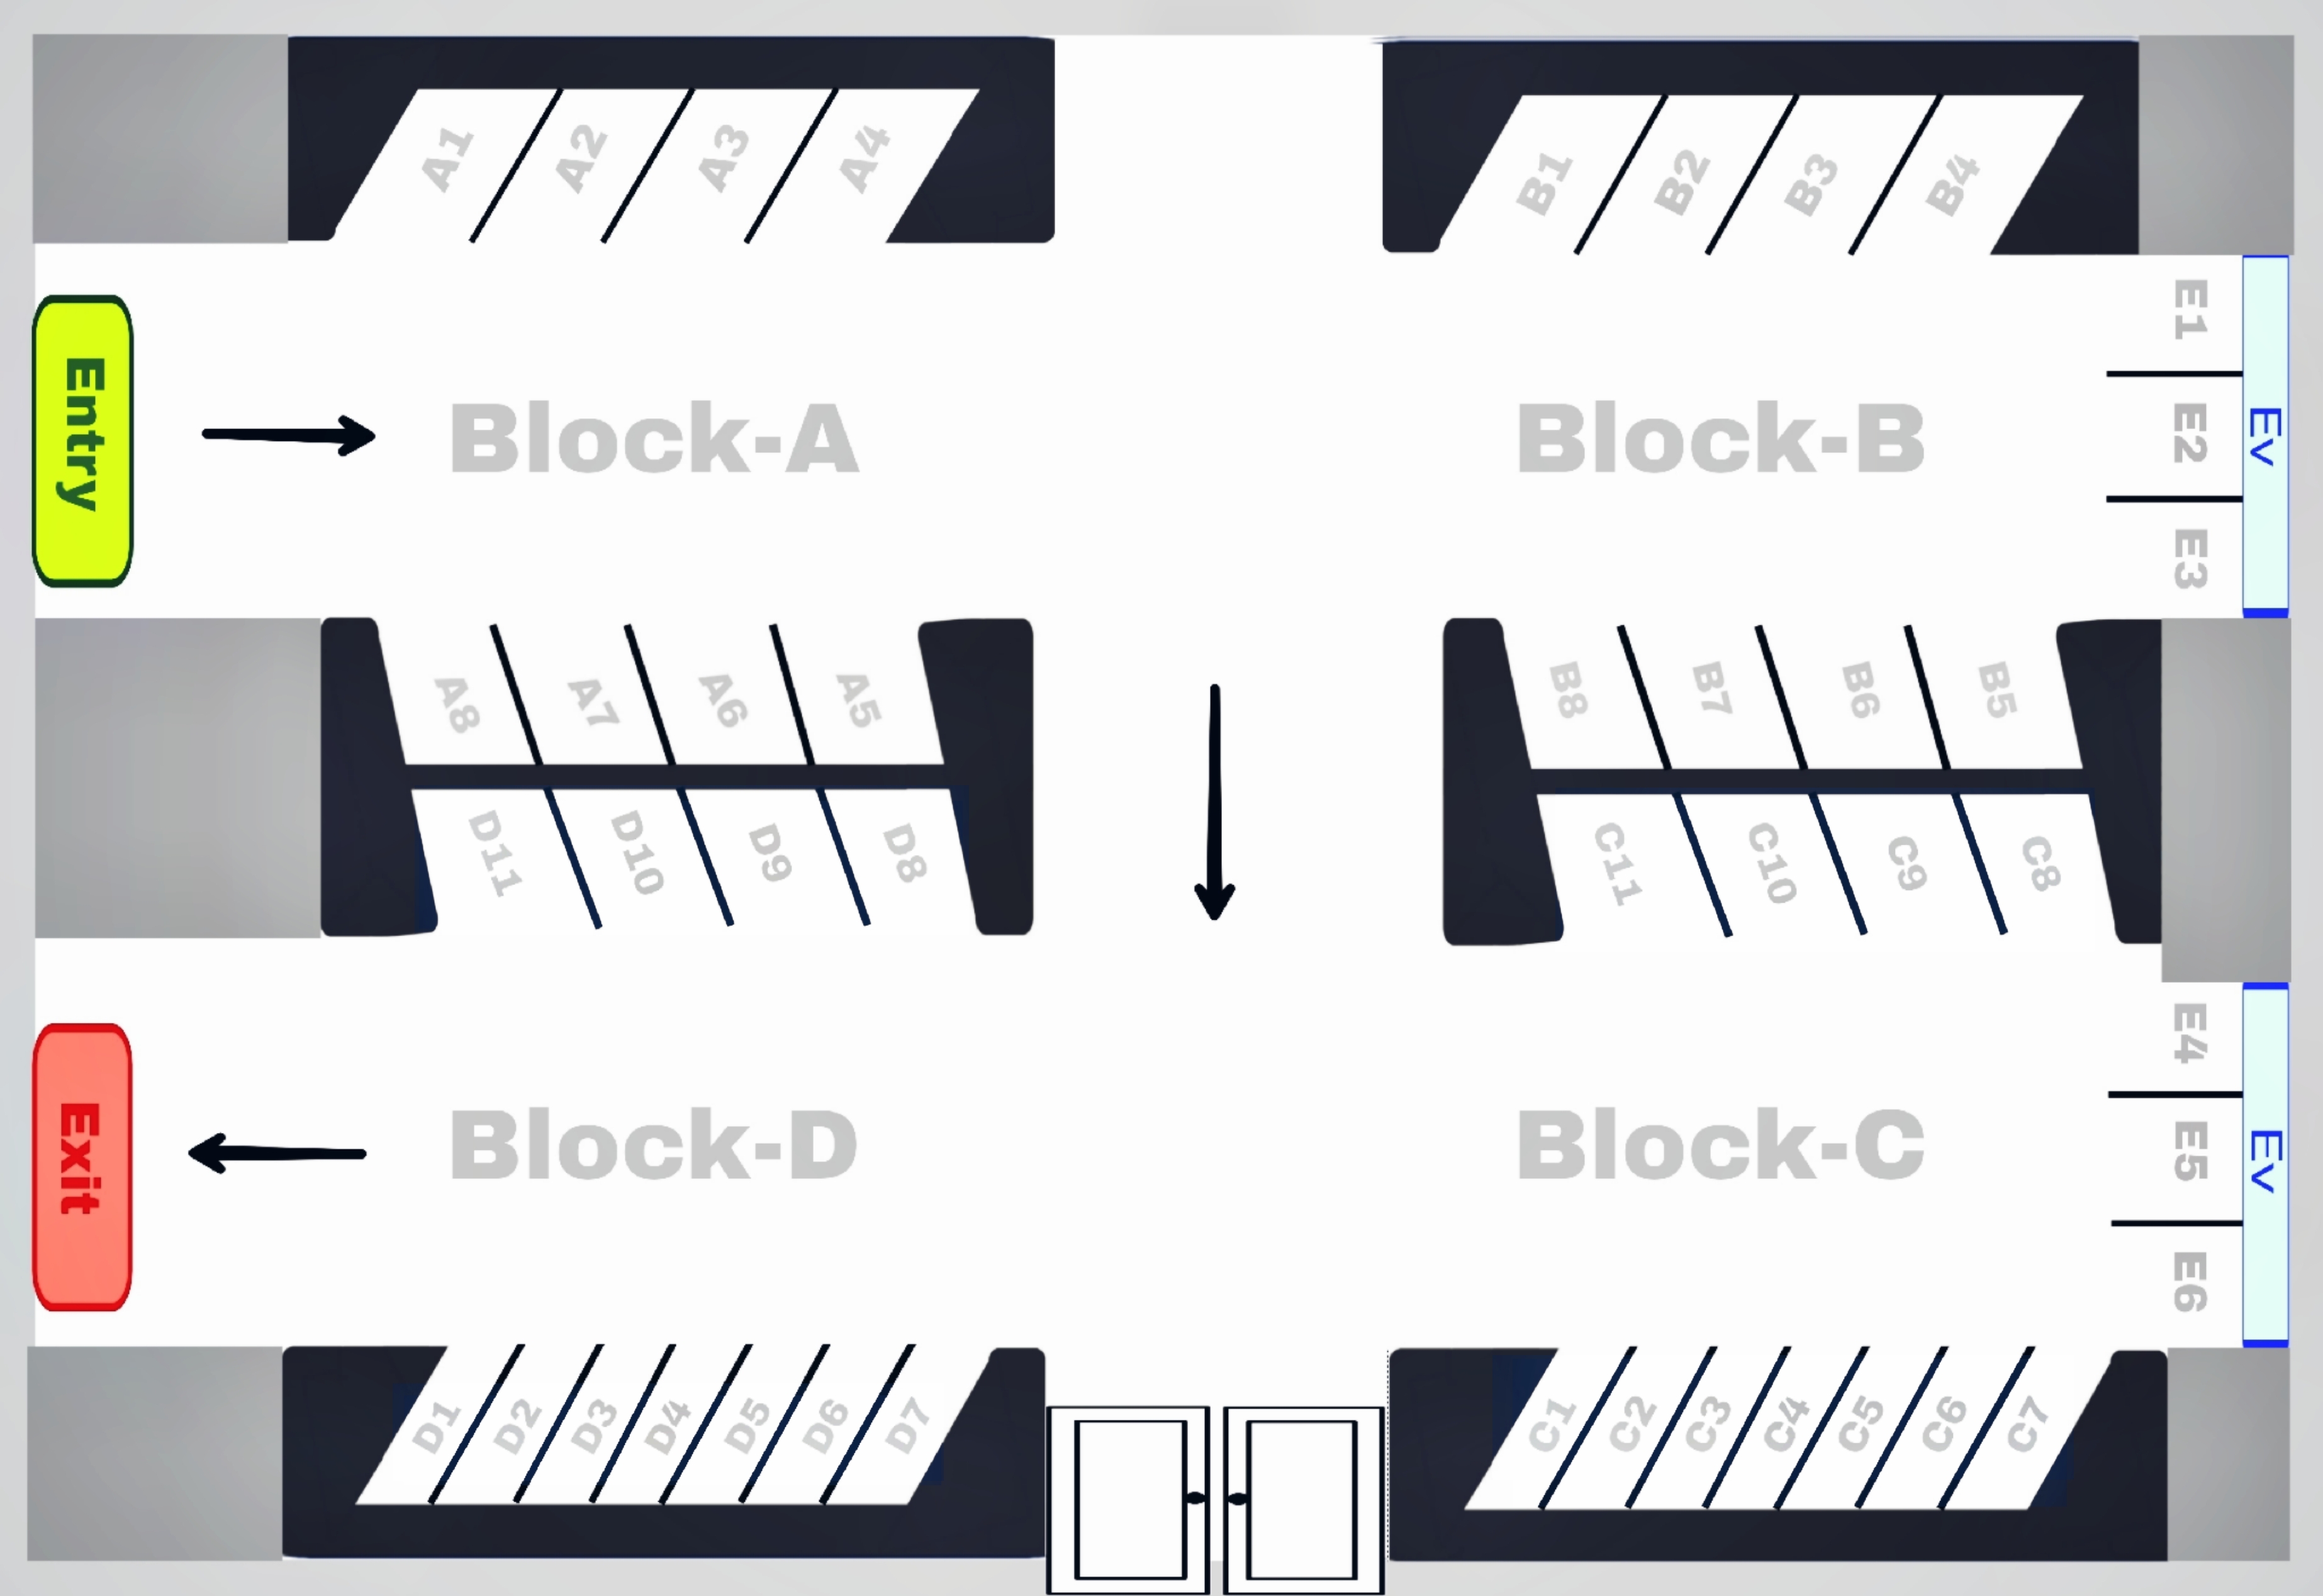 A1 A2 A3 A4
B1 B2 B3 B4
Entry
Block-A
Block-B
E1
E2
E3
Ev
A8 A7 A6 A5
B8 B7 B6 B5
D11 D10 D9 D8
C11 C10 C9 C8
Exit
Block-D
Block-C
E4
E5
E6
Ev
D1 D2 D3 D4 D5 D6 D7
C1 C2 C3 C4 C5 C6 C7